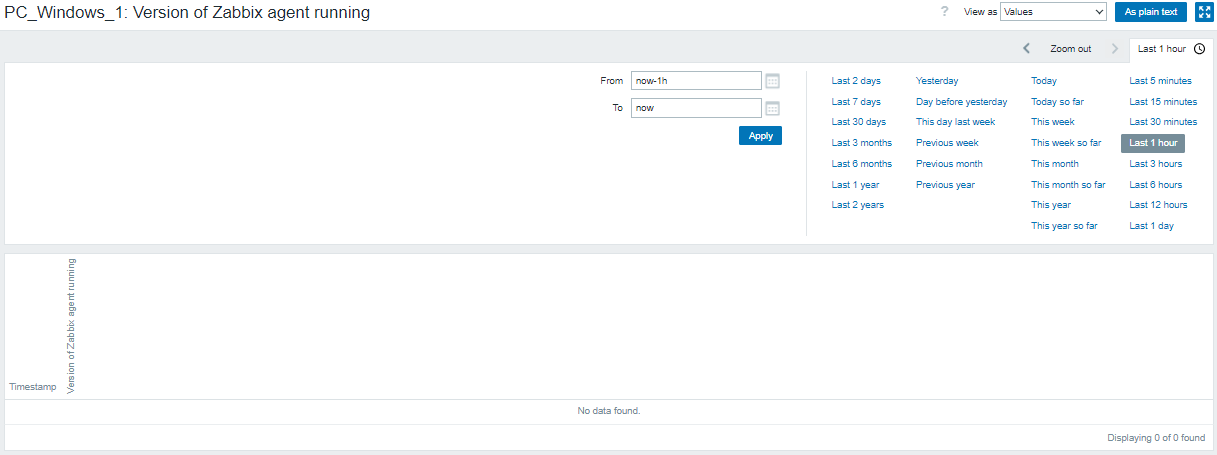 PC_Windows_1: Version of Zabbix agent running
? View as Values As plain text
Zoom out Last 1 hour
From now-1h
To now
Apply
Last 2 days Yesterday Today Last 5 minutes
Last 7 days Day before yesterday Today so far Last 15 minutes
Last 30 days This day last week This week Last 30 minutes
Last 3 months Previous week This week so far Last 1 hour
Last 6 months Previous month This month Last 3 hours
Last 1 year Previous year This month so far Last 6 hours
Last 2 years This year Last 12 hours
This year so far Last 1 day
Timestamp Version of Zabbix agent running
No data found.
Displaying 0 of 0 found